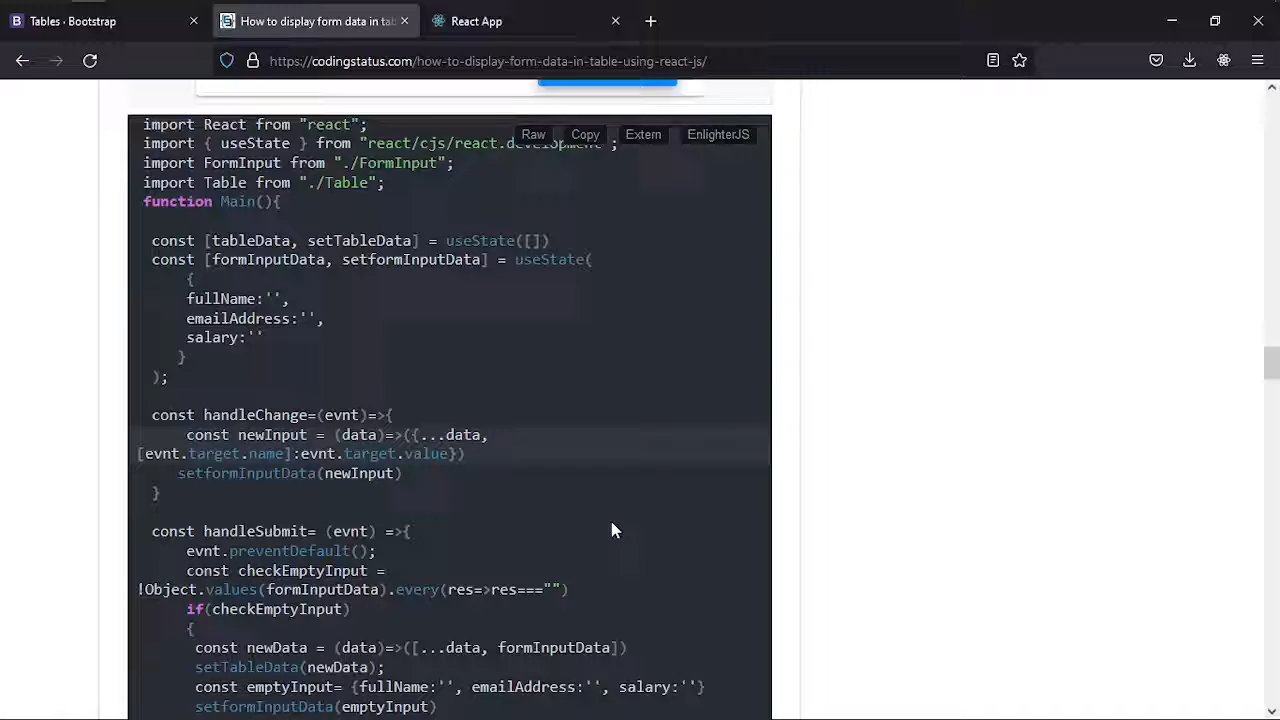 Tables · Bootstrap
How to display form data in tab
React App
https://codingstatus.com/how-to-display-form-data-in-table-using-react-js/
Raw Copy Extern EnlighterJS
import React from "react";
import { useState } from "react/cjs/react.development";
import FormInput from "./FormInput";
import Table from "./Table";
function Main(){
const [tableData, setTableData] = useState([])
const [formInputData, setformInputData] = useState(
{
fullName:'',
emailAddress:'',
salary:''
}
);
const handleChange=(evnt)=>{
const newInput = (data)=>({...data,
[evnt.target.name]:evnt.target.value})
setformInputData(newInput)
}
const handleSubmit= (evnt) =>{
evnt.preventDefault();
const checkEmptyInput =
!Object.values(formInputData).every(res=>res==="")
if(checkEmptyInput)
{
const newData = (data)=>([...data, formInputData])
setTableData(newData);
const emptyInput= {fullName:'', emailAddress:'', salary:''}
setformInputData(emptyInput)